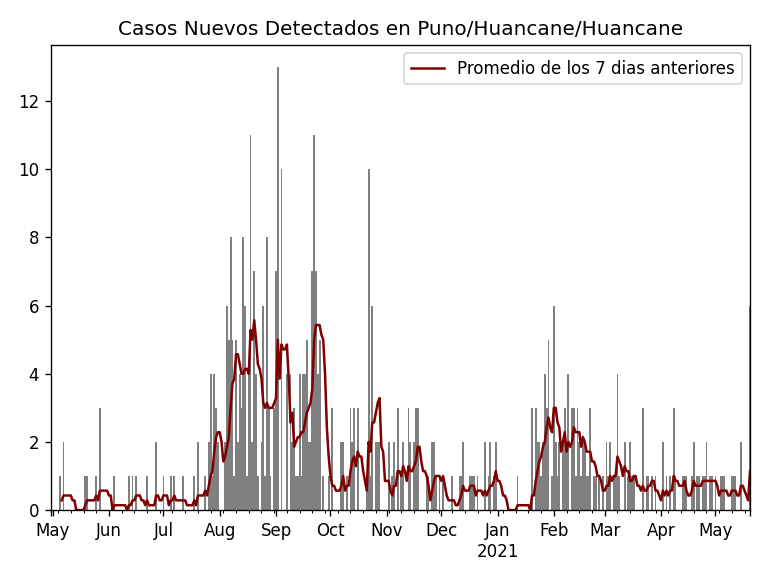 Casos Nuevos Detectados en Puno/Huancane/Huancane
Promedio de los 7 dias anteriores
12
10
8
6
4
2
0
May Jun Jul Aug Sep Oct Nov Dec Jan Feb Mar Apr May
2021